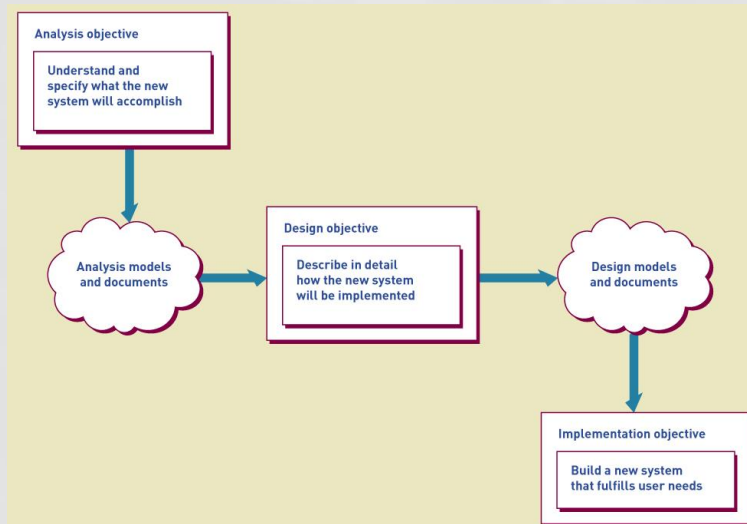 Analysis objective
Understand and
specify what the new
system will accomplish
Analysis models
and documents
Design objective
Describe in detail
how the new system
will be implemented
Design models
and documents
Implementation objective
Build a new system
that fulfills user needs